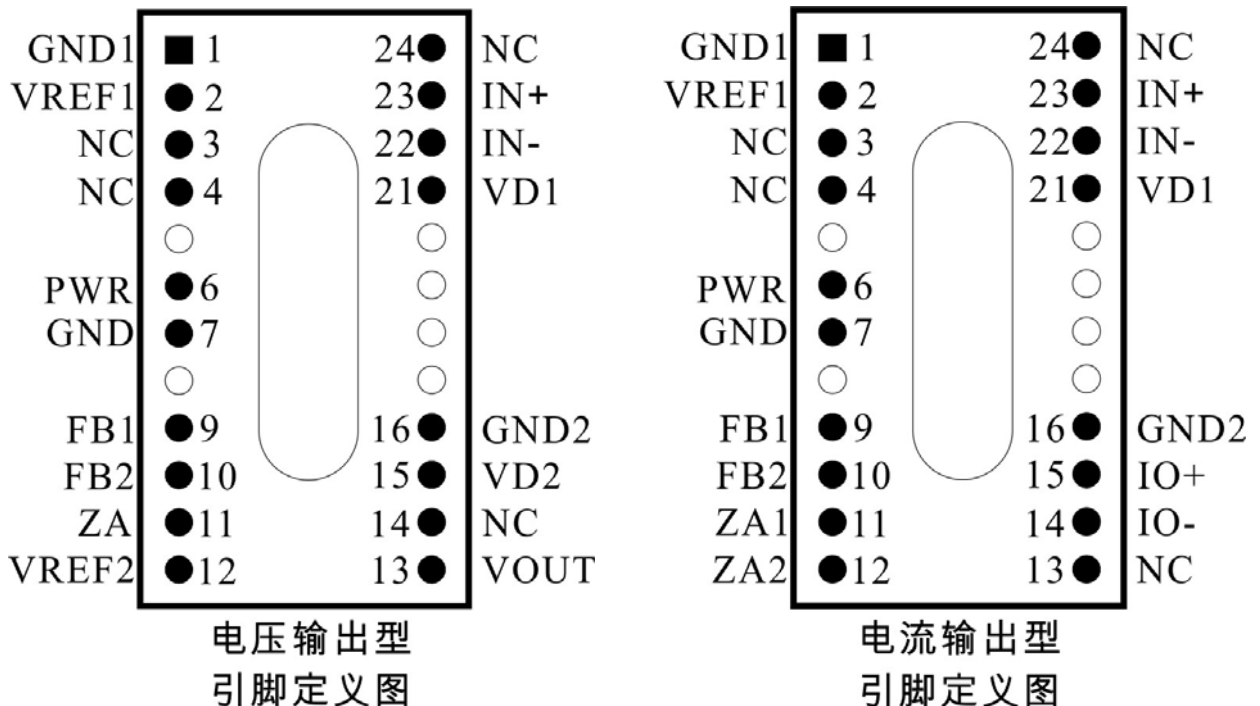 GND1 1 24 NC
VREF1 2 23 IN+
NC 3 22 IN-
NC 4 21 VD1
PWR 6
GND 7
FB1 9 16 GND2
FB2 10 15 VD2
ZA 11 14 NC
VREF2 12 13 VOUT
电压输出型
引脚定义图
GND1 1 24 NC
VREF1 2 23 IN+
NC 3 22 IN-
NC 4 21 VD1
PWR 6
GND 7
FB1 9 16 GND2
FB2 10 15 IO+
ZA1 11 14 IO-
ZA2 12 13 NC
电流输出型
引脚定义图